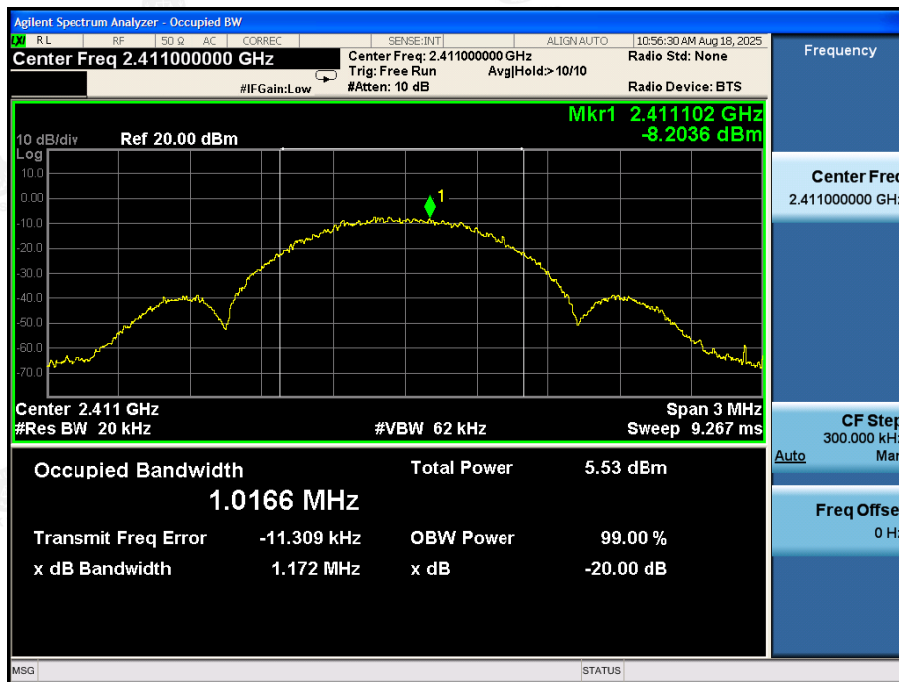 Agilent Spectrum Analyzer - Occupied BW
LXI RL RF 50 Ω AC CORREC SENSE:INT ALIGN AUTO 10:56:30 AM Aug 18, 2025
Center Freq 2.411000000 GHz Center Freq: 2.411000000 GHz Radio Std: None
Trig: Free Run Avg|Hold:> 10/10
#IFGain:Low #Atten: 10 dB Radio Device: BTS
Mkr1 2.411102 GHz
-8.2036 dBm
10 dB/div Ref 20.00 dBm
Log
10.0
0.00
-10.0
-20.0
-30.0
-40.0
-50.0
-60.0
-70.0
1
Center 2.411 GHz Span 3 MHz
#Res BW 20 kHz #VBW 62 kHz Sweep 9.267 ms
Occupied Bandwidth Total Power 5.53 dBm
1.0166 MHz
Transmit Freq Error -11.309 kHz OBW Power 99.00 %
x dB Bandwidth 1.172 MHz x dB -20.00 dB
MSG STATUS
Frequency
Center Freq
2.411000000 GHz
CF Step
300.000 kHz
Auto Man
Freq Offse
0 Hz